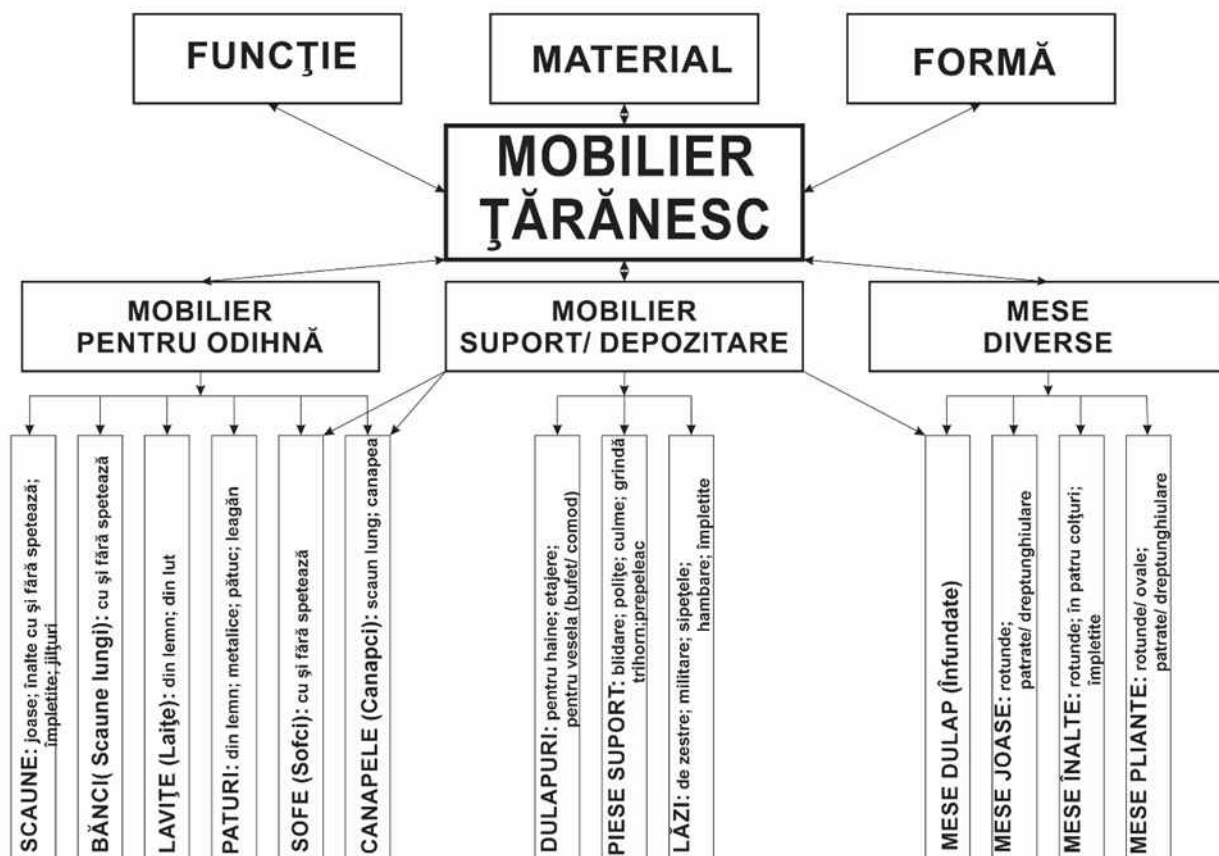 FUNCŢIE
MATERIAL
FORMĂ
MOBILIER
ŢĂRĂNESC
MOBILIER
PENTRU ODIHNĂ
MOBILIER
SUPORT/ DEPOZITARE
MESE
DIVERSE
SCAUNE: joase; înalte cu şi fără spetează;
împletite; jilţuri
BĂNCI( Scaune lungi): cu şi fără spetează
LAVIŢE (Laiţe): din lemn; din lut
PATURI: din lemn; metalice; pătuc; leagăn
SOFE (Sofci): cu şi fără spetează
CANAPELE (Canapci): scaun lung; canapea
DULAPURI: pentru haine; etajere;
pentru vesela (bufet/ comod)
PIESE SUPORT: blidare; poliţe; culme; grindă
trihorn;prepeleac
LĂZI: de zestre; militare; sipeţele;
hambare; împletite
MESE DULAP (Înfundate)
MESE JOASE: rotunde;
patrate/ dreptunghiulare
MESE ÎNALTE: rotunde; în patru colţuri;
împletite
MESE PLIANTE: rotunde/ ovale;
patrate/ dreptunghiulare